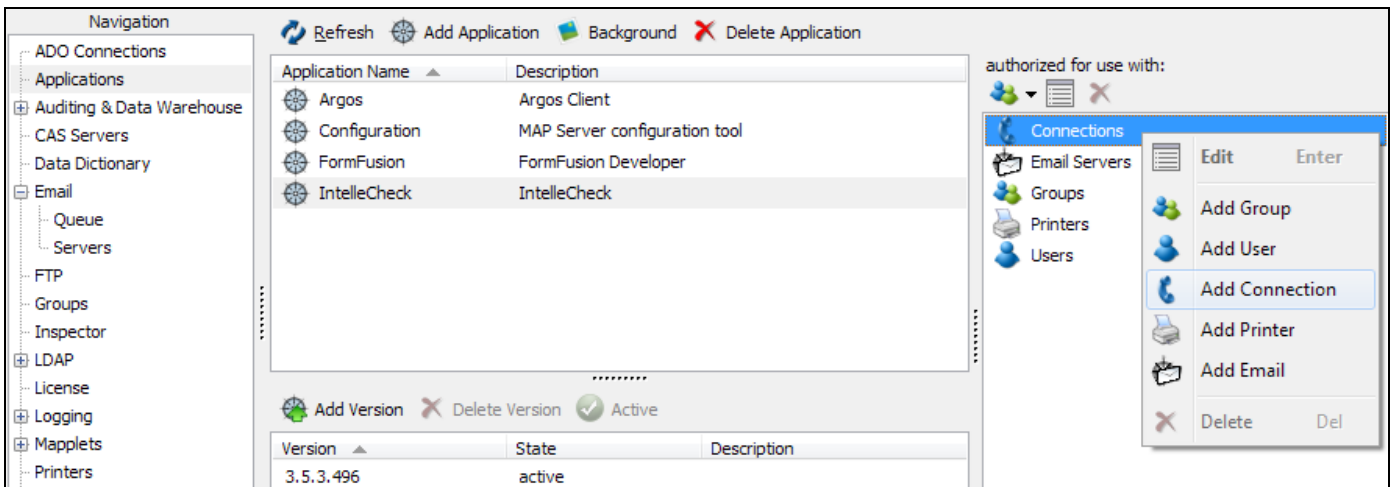 Navigation
ADO Connections
Applications
Auditing & Data Warehouse
CAS Servers
Data Dictionary
Email
Queue
Servers
FTP
Groups
Inspector
LDAP
License
Logging
Mapplets
Printers
Refresh Add Application Background Delete Application
Application Name Description
Argos Argos Client
Configuration MAP Server configuration tool
FormFusion FormFusion Developer
IntelleCheck IntelleCheck
Add Version Delete Version Active
Version State Description
3.5.3.496 active
authorized for use with:
Connections
Email Servers
Groups
Printers
Users
Edit Enter
Add Group
Add User
Add Connection
Add Printer
Add Email
Delete Del